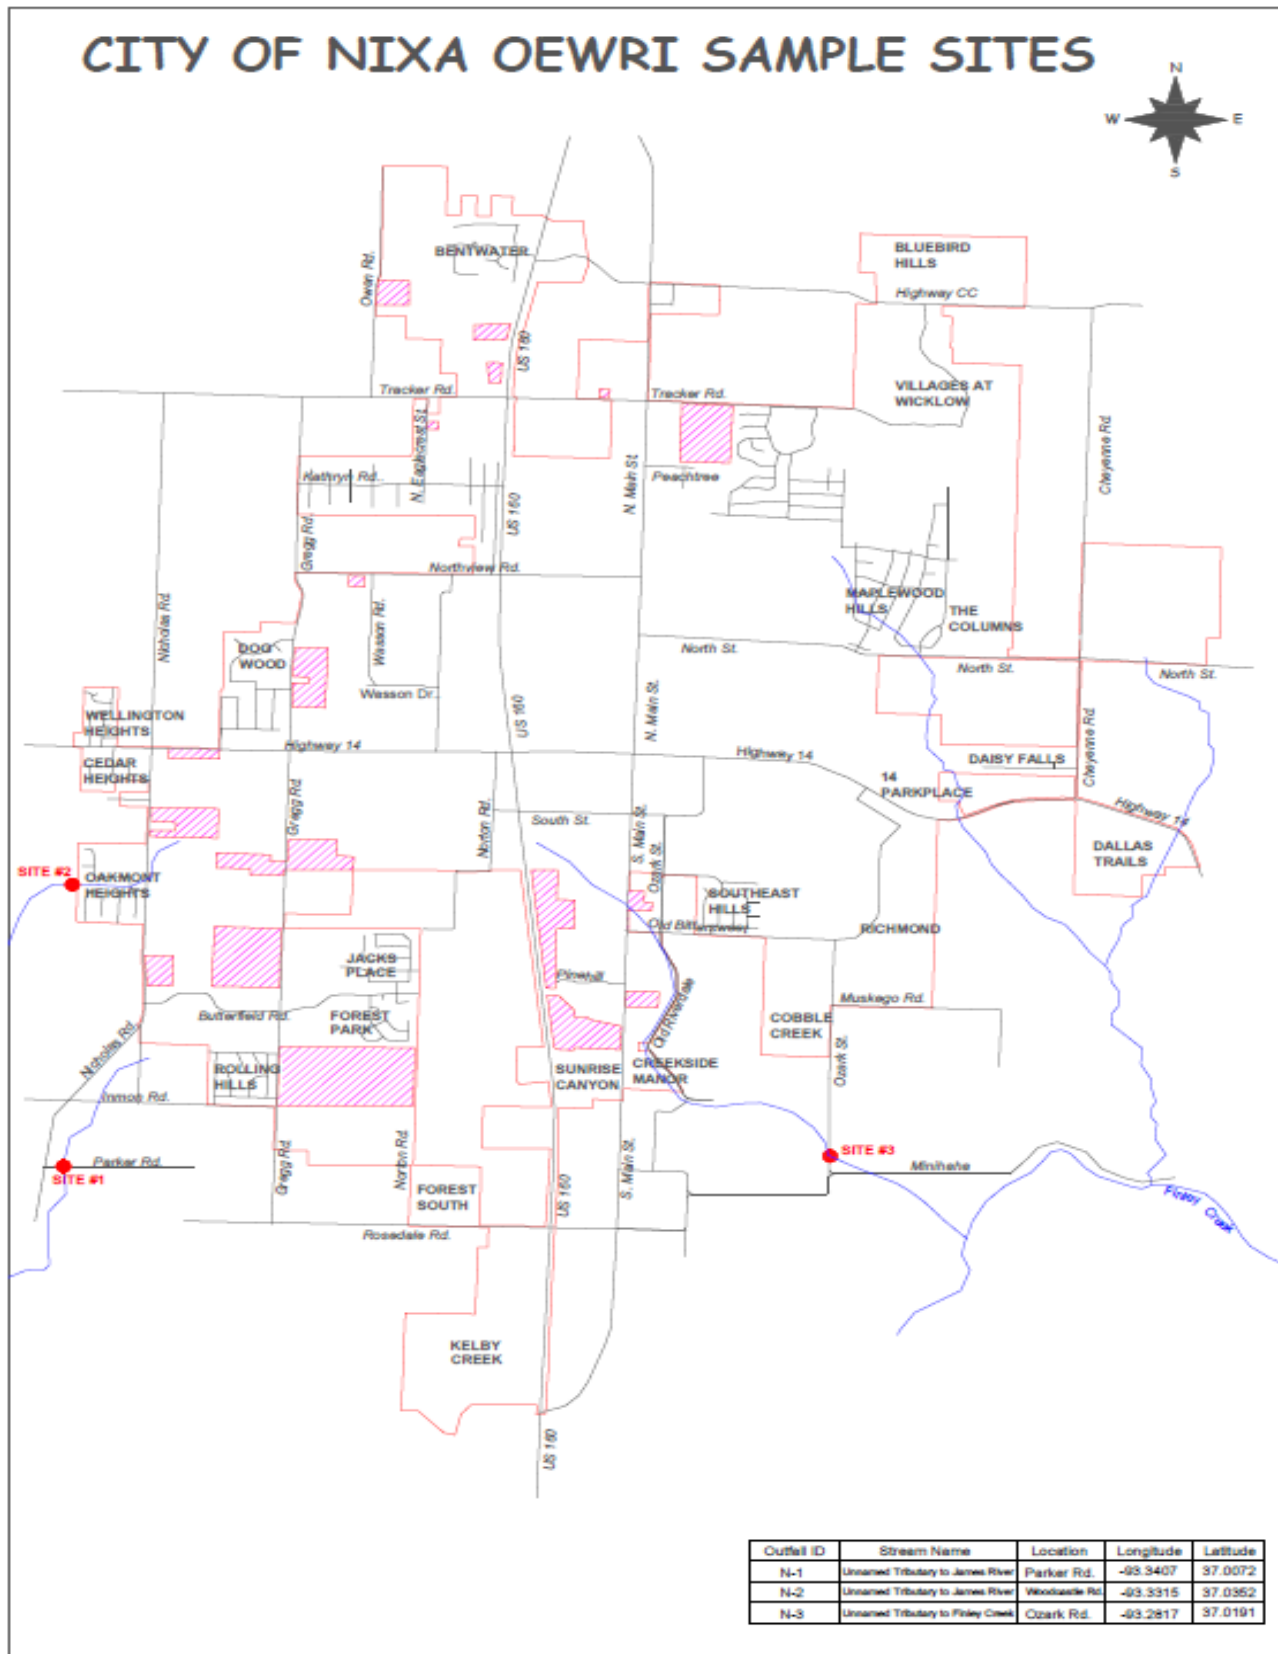 CITY OF NIXA OEWRI SAMPLE SITES
N
W
E
S
BENTWATER
BLUEBIRD
HILLS
Owen Rd.
Highway CC
US 160
Tracker Rd.
Tracker Rd.
VILLAGES AT
WICKLOW
N. Eaglecrest St.
Cheyenne Rd.
Kathryn Rd.
Peachtree
N. Main St.
US 160
Gregg Rd.
Northview Rd.
MAPLEWOOD
HILLS
THE
COLUMNS
Nicholas Rd.
Wasson Rd.
DOG
WOOD
North St.
North St.
North St.
Wasson Dr.
WELLINGTON
HEIGHTS
US 160
N. Main St.
Cheyenne Rd.
Highway 14
Highway 14
CEDAR
HEIGHTS
DAISY FALLS
14
PARKPLACE
Gregg Rd.
Norton Rd.
South St.
S. Main St.
Ozark St.
Highway 14
DALLAS
TRAILS
SITE #2
OAKMONT
HEIGHTS
SOUTHEAST
HILLS
RICHMOND
JACKS
PLACE
Pinehill
Old Riverdale
Muskego Rd.
Butterfield Rd.
FOREST
PARK
COBBLE
CREEK
Nicholas Rd.
ROLLING
HILLS
SUNRISE
CANYON
CREEKSIDE
MANOR
Ozark St.
Inmon Rd.
SITE #3
Parker Rd.
SITE #1
Gregg Rd.
Norton Rd.
Minihaha
FOREST
SOUTH
US 160
S. Main St.
Finley Creek
Rosedale Rd.
KELBY
CREEK
US 160
Outfall ID Stream Name Location Longitude Latitude
N-1 Unnamed Tributary to James River Parker Rd. -93.3407 37.0072
N-2 Unnamed Tributary to James River Woodcastle Rd. -93.3315 37.0352
N-3 Unnamed Tributary to Finley Creek Ozark Rd. -93.2817 37.0191